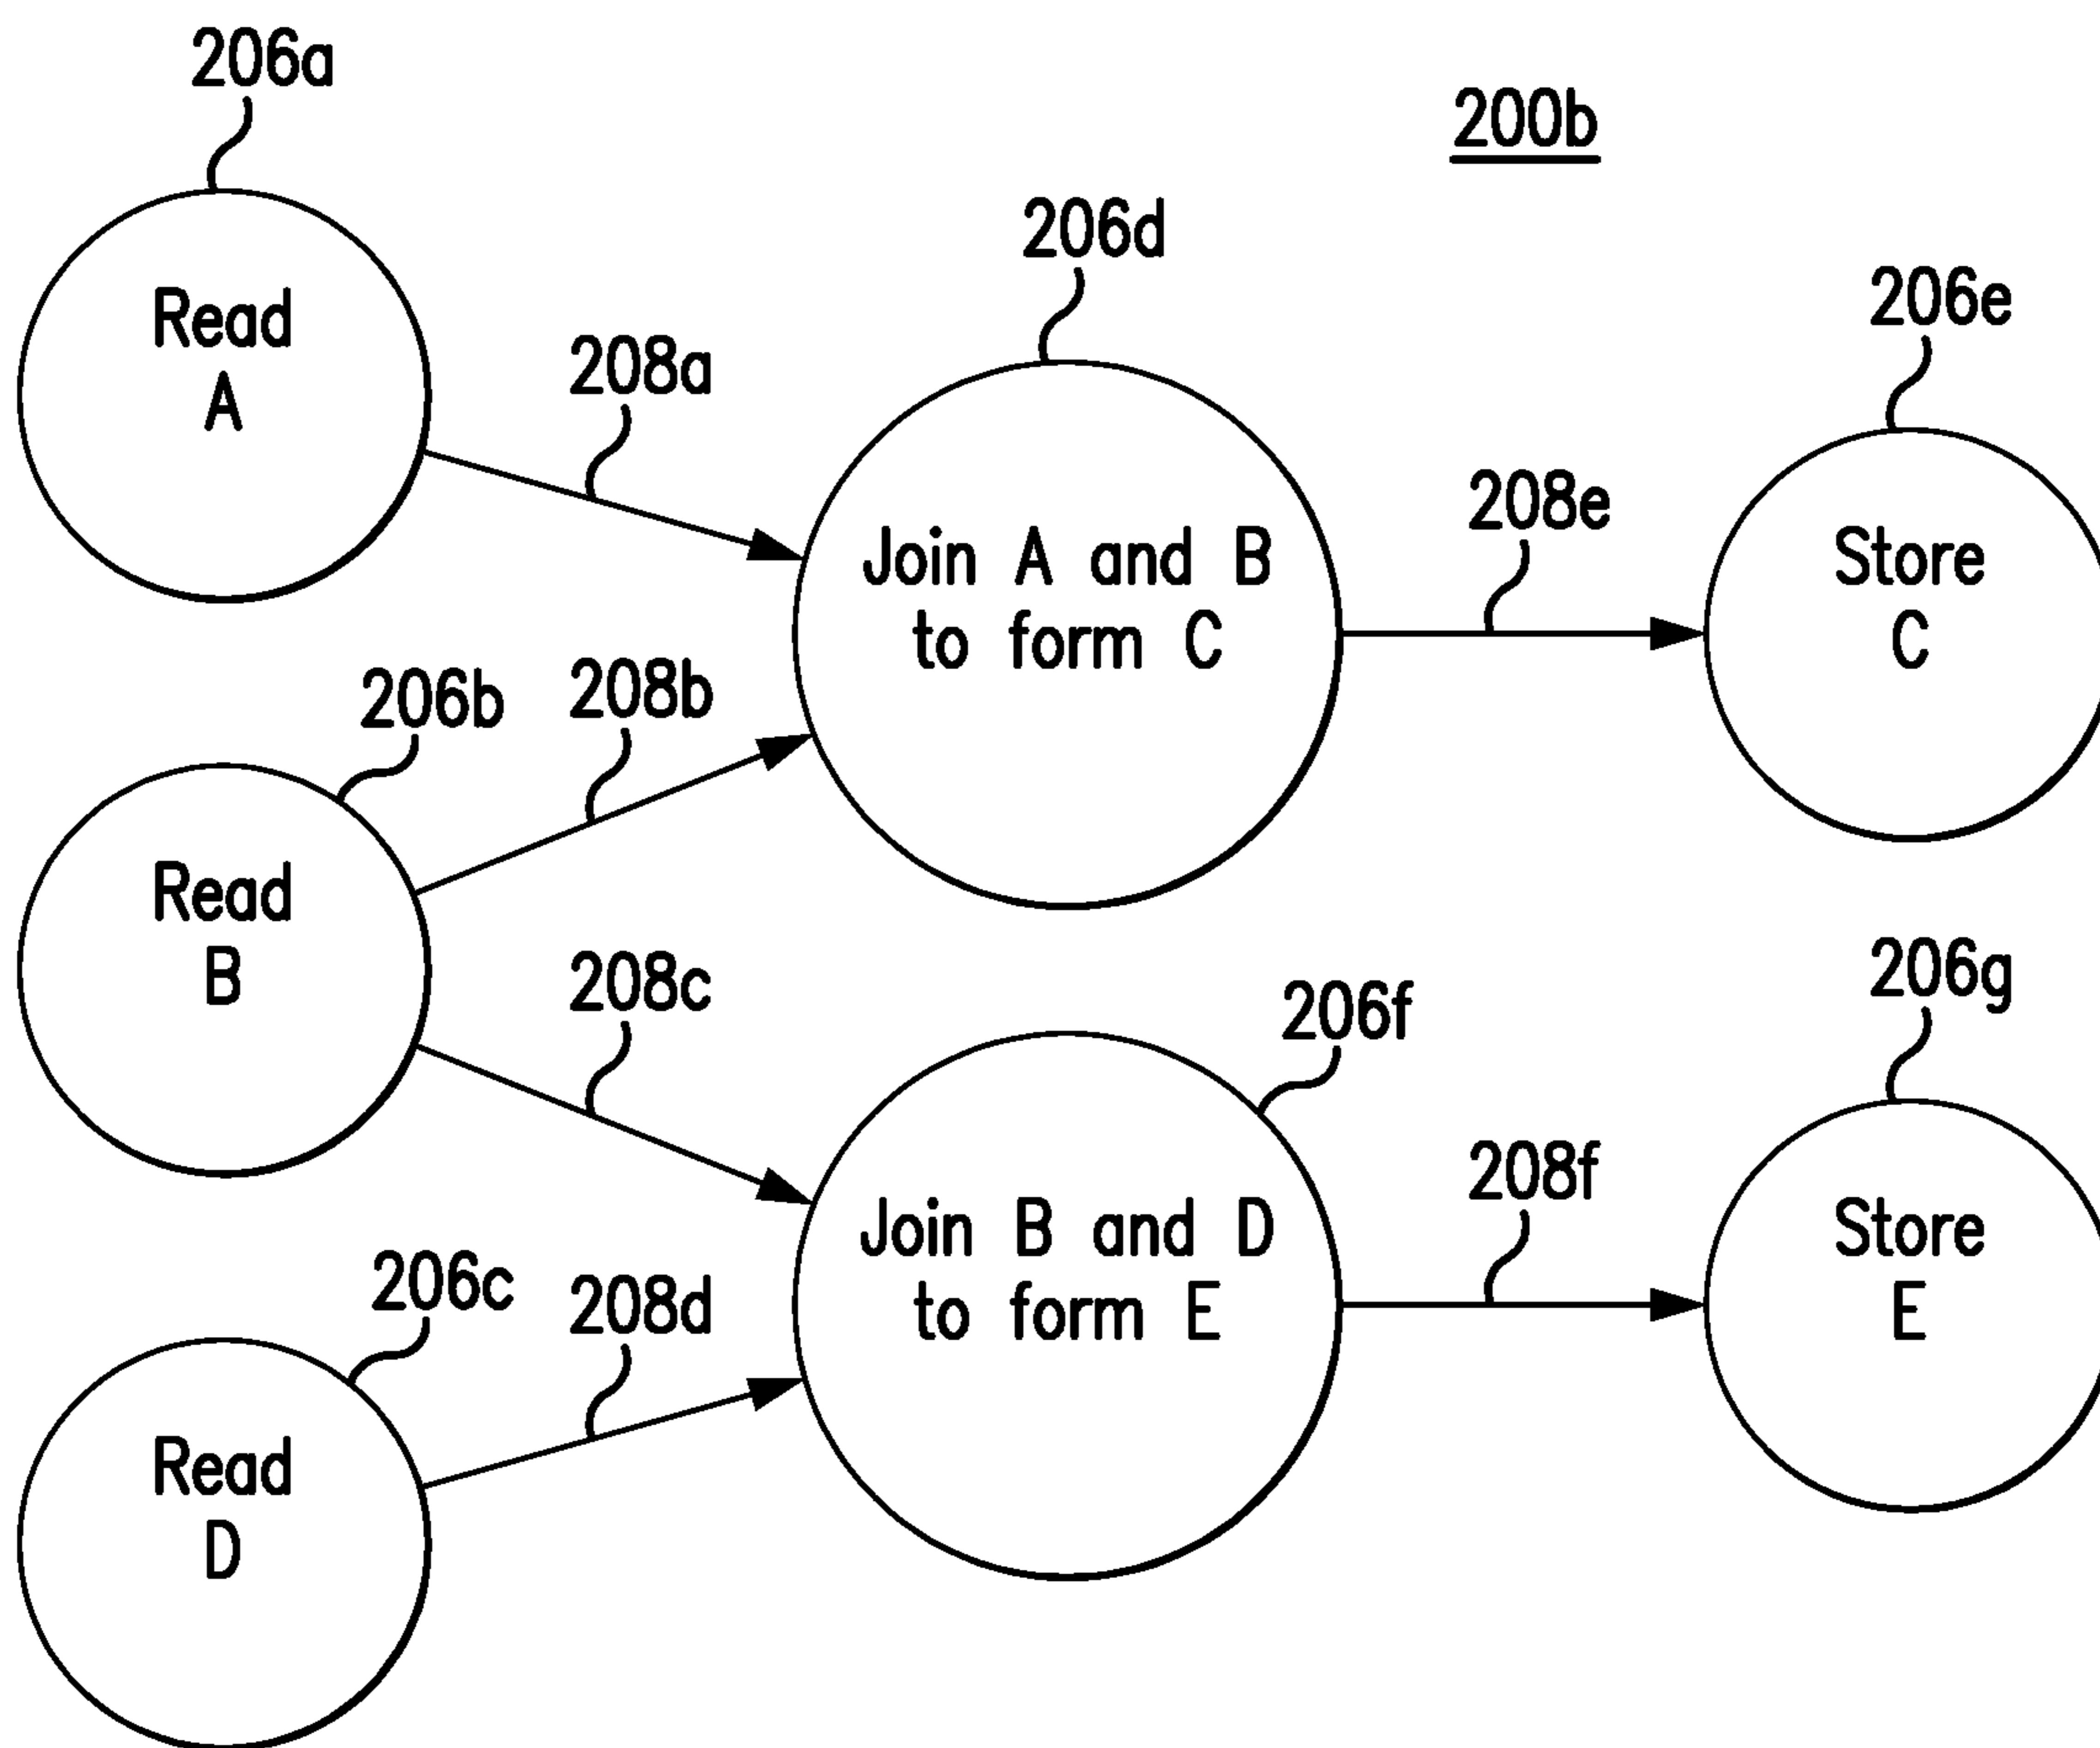 206a
200b
206d
206e
Read
A
208a
208e
Join A and B
to form C
Store
C
206b
208b
Read
B
208c
206f
206g
Join B and D
to form E
208f
Store
E
206c
208d
Read
D